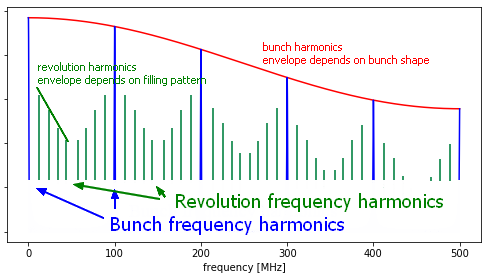 bunch harmonics
envelope depends on bunch shape
revolution harmonics
envelope depends on filling pattern
Revolution frequency harmonics
Bunch frequency harmonics
0 100 200 300 400 500
frequency [MHz]